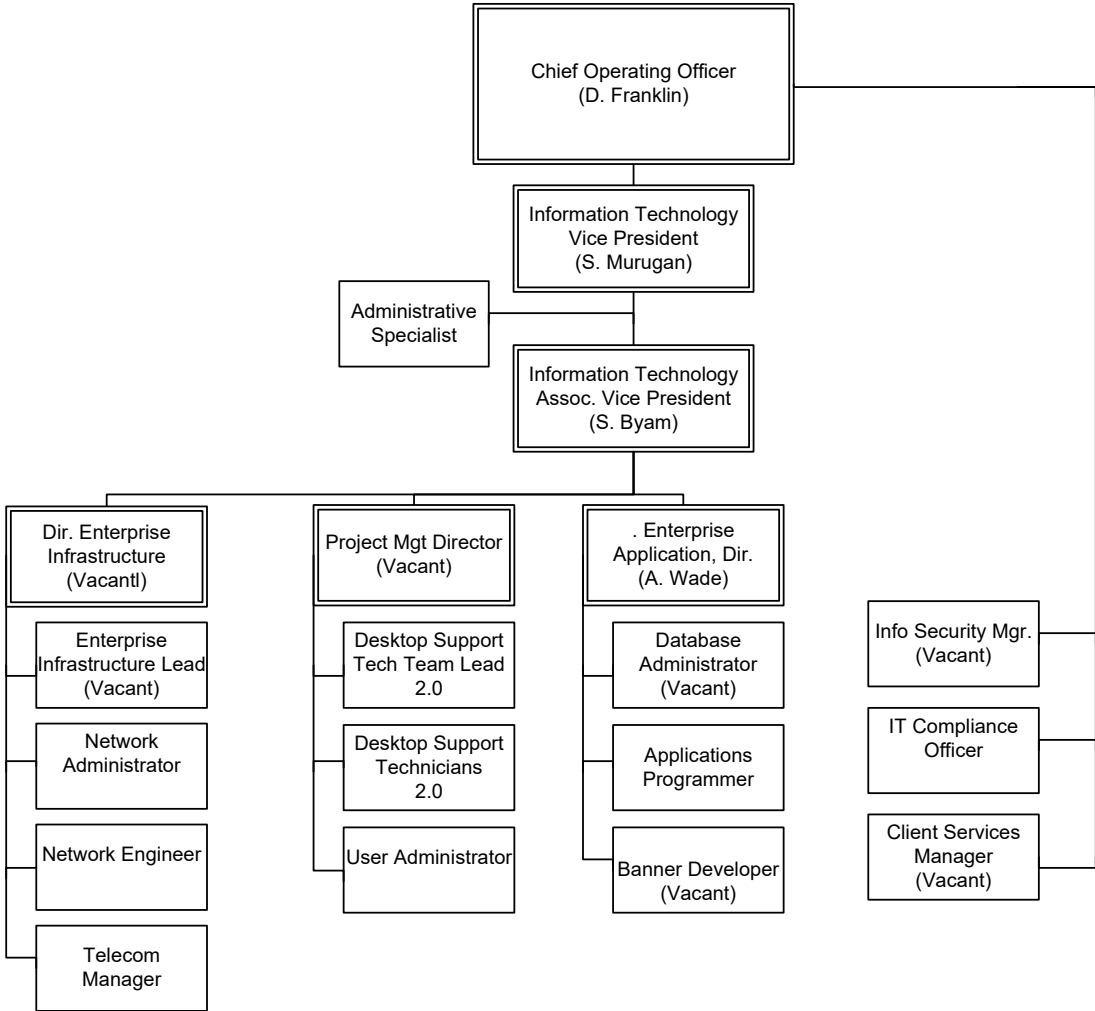 Chief Operating Officer
(D. Franklin)
Information Technology
Vice President
(S. Murugan)
Administrative
Specialist
Information Technology
Assoc. Vice President
(S. Byam)
Dir. Enterprise
Infrastructure
(Vacantl)
Enterprise
Infrastructure Lead
(Vacant)
Network
Administrator
Network Engineer
Telecom
Manager
Project Mgt Director
(Vacant)
Desktop Support
Tech Team Lead
2.0
Desktop Support
Technicians
2.0
User Administrator
. Enterprise
Application, Dir.
(A. Wade)
Database
Administrator
(Vacant)
Applications
Programmer
Banner Developer
(Vacant)
Info Security Mgr.
(Vacant)
IT Compliance
Officer
Client Services
Manager
(Vacant)